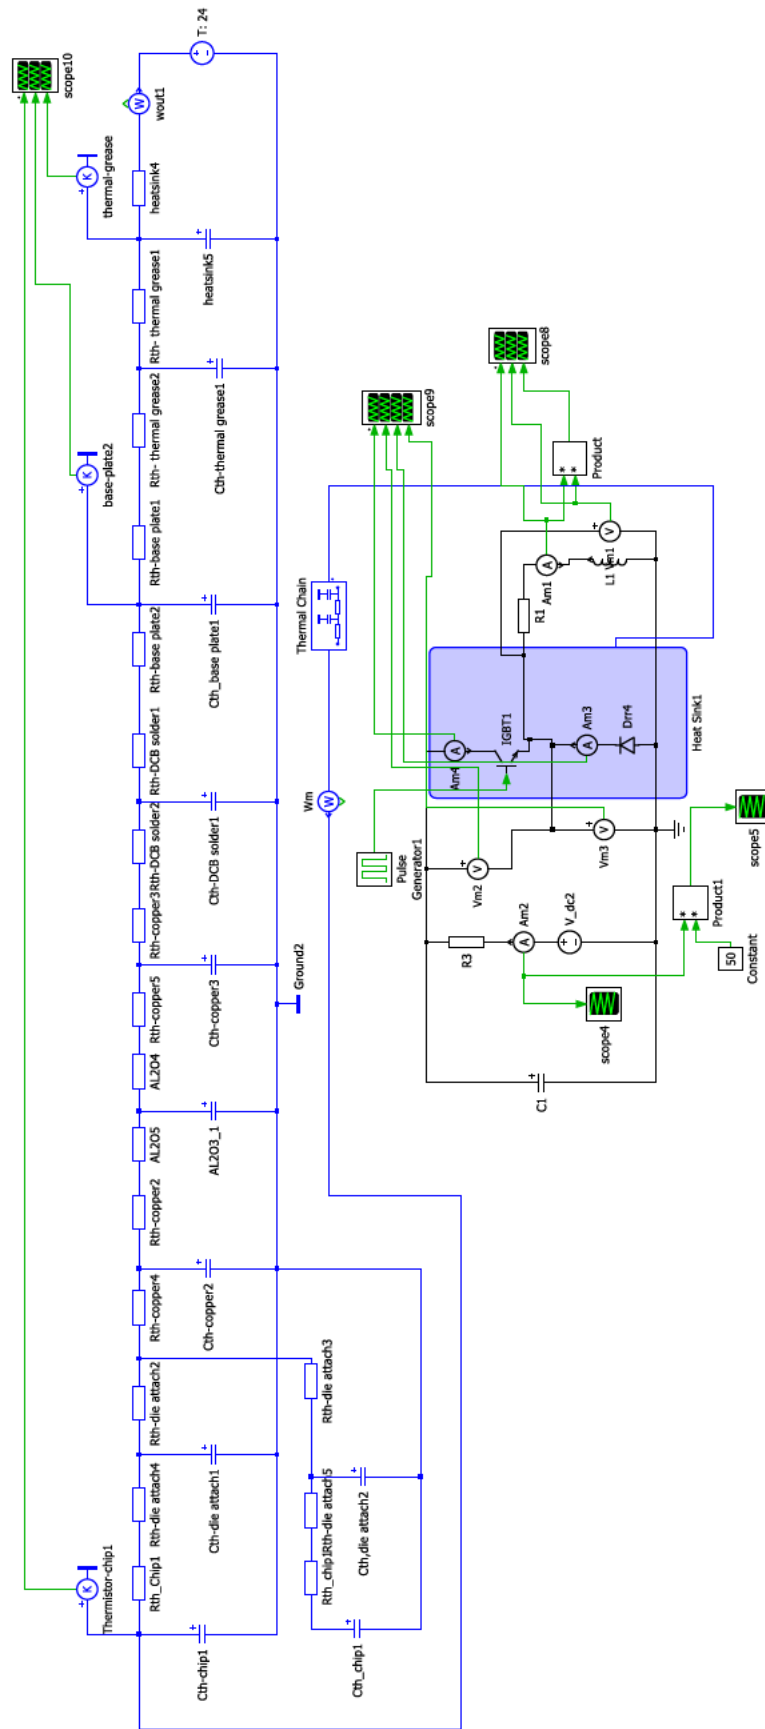 scope10
T: 24
wout1
thermal-grease
heatsink4
heatsink5
Rth- thermal grease1
Cth-thermal grease1
Rth- thermal grease2
base-plate2
Rth-base plate1
Cth_base plate1
Rth-base plate2
Rth-DCB solder1
Cth-DCB solder1
Rth-DCB solder2
Rth-copper3
Cth-copper3
Rth-copper5
Ground2
AL2O4
AL2O3_1
AL2O5
Rth-copper2
Cth-copper2
Rth-copper4
Rth-die attach3
Rth-die attach2
Cth-die attach1
Rth-die attach4
Rth-die attach5
Cth,die attach2
Rth_chip1
Thermistor-chip1
Rth_Chip1
Cth-chip1
Cth_chip1
Thermal Chain
Wm
scope9
scope8
Product
Vm1
L1
Am1
R1
Heat Sink1
IGBT1
Am4
Am3
Drr4
Pulse
Generator1
Vm2
Vm3
Am2
V_dc2
R3
scope4
scope5
Product1
50
Constant
C1
K
K
K
W
W
A
A
A
A
V
V
V